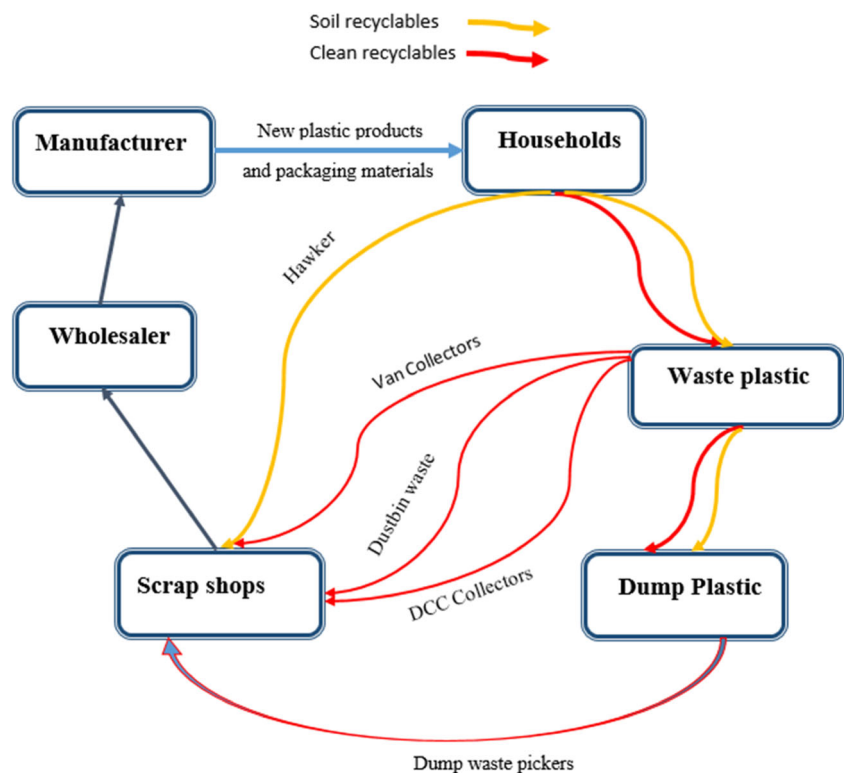 Soil recyclables
Clean recyclables
Manufacturer
New plastic products
and packaging materials
Households
Hawker
Wholesaler
Van Collectors
Waste plastic
Dustbin waste
DCC Collectors
Scrap shops
Dump Plastic
Dump waste pickers